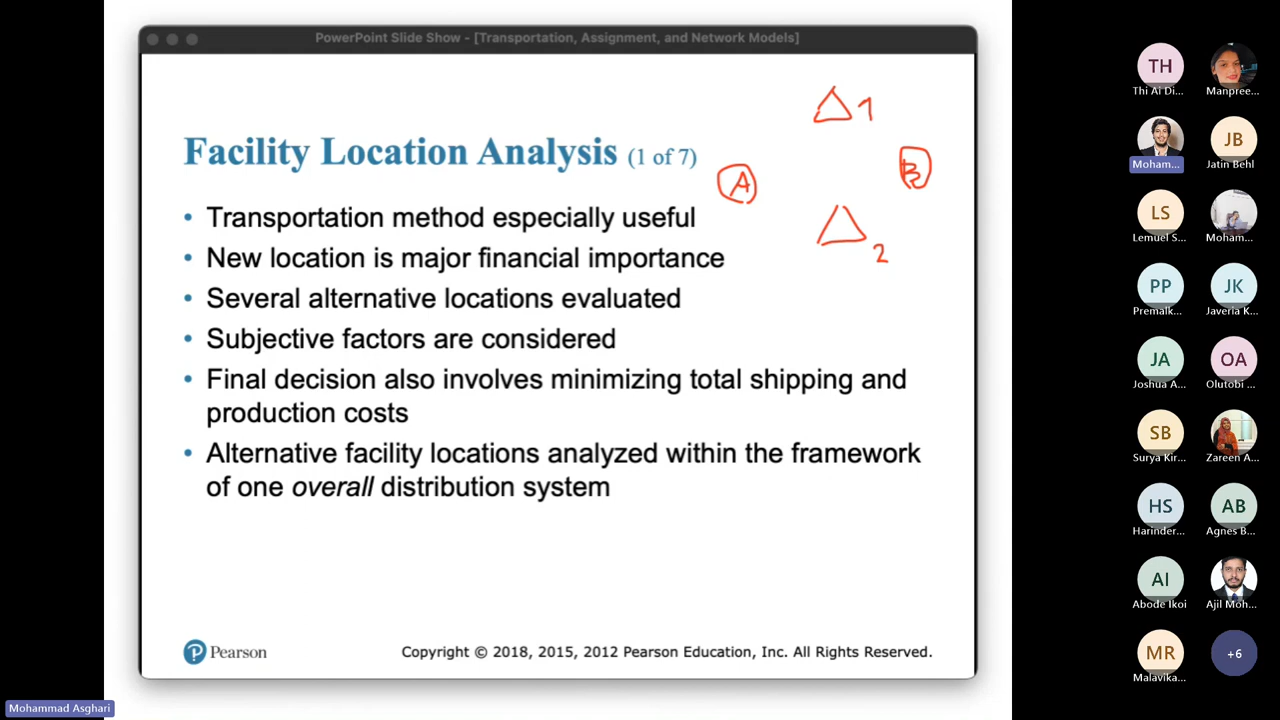 PowerPoint Slide Show - [Transportation, Assignment, and Network Models]
Facility Location Analysis (1 of 7)
• Transportation method especially useful
• New location is major financial importance
• Several alternative locations evaluated
• Subjective factors are considered
• Final decision also involves minimizing total shipping and
production costs
• Alternative facility locations analyzed within the framework
of one overall distribution system
1
A
B
2
Pearson
Copyright © 2018, 2015, 2012 Pearson Education, Inc. All Rights Reserved.
Mohammad Asghari
TH
Thi Ai Di...
Manpree...
Moham...
JB
Jatin Behl
LS
Lemuel S...
Moham...
PP
Premalk...
JK
Javeria K...
JA
Joshua A...
OA
Olutobi ...
SB
Surya Kir...
Zareen A...
HS
Harinder...
AB
Agnes B...
AI
Abode Ikoi
Ajil Moh...
MR
Malavika...
+6